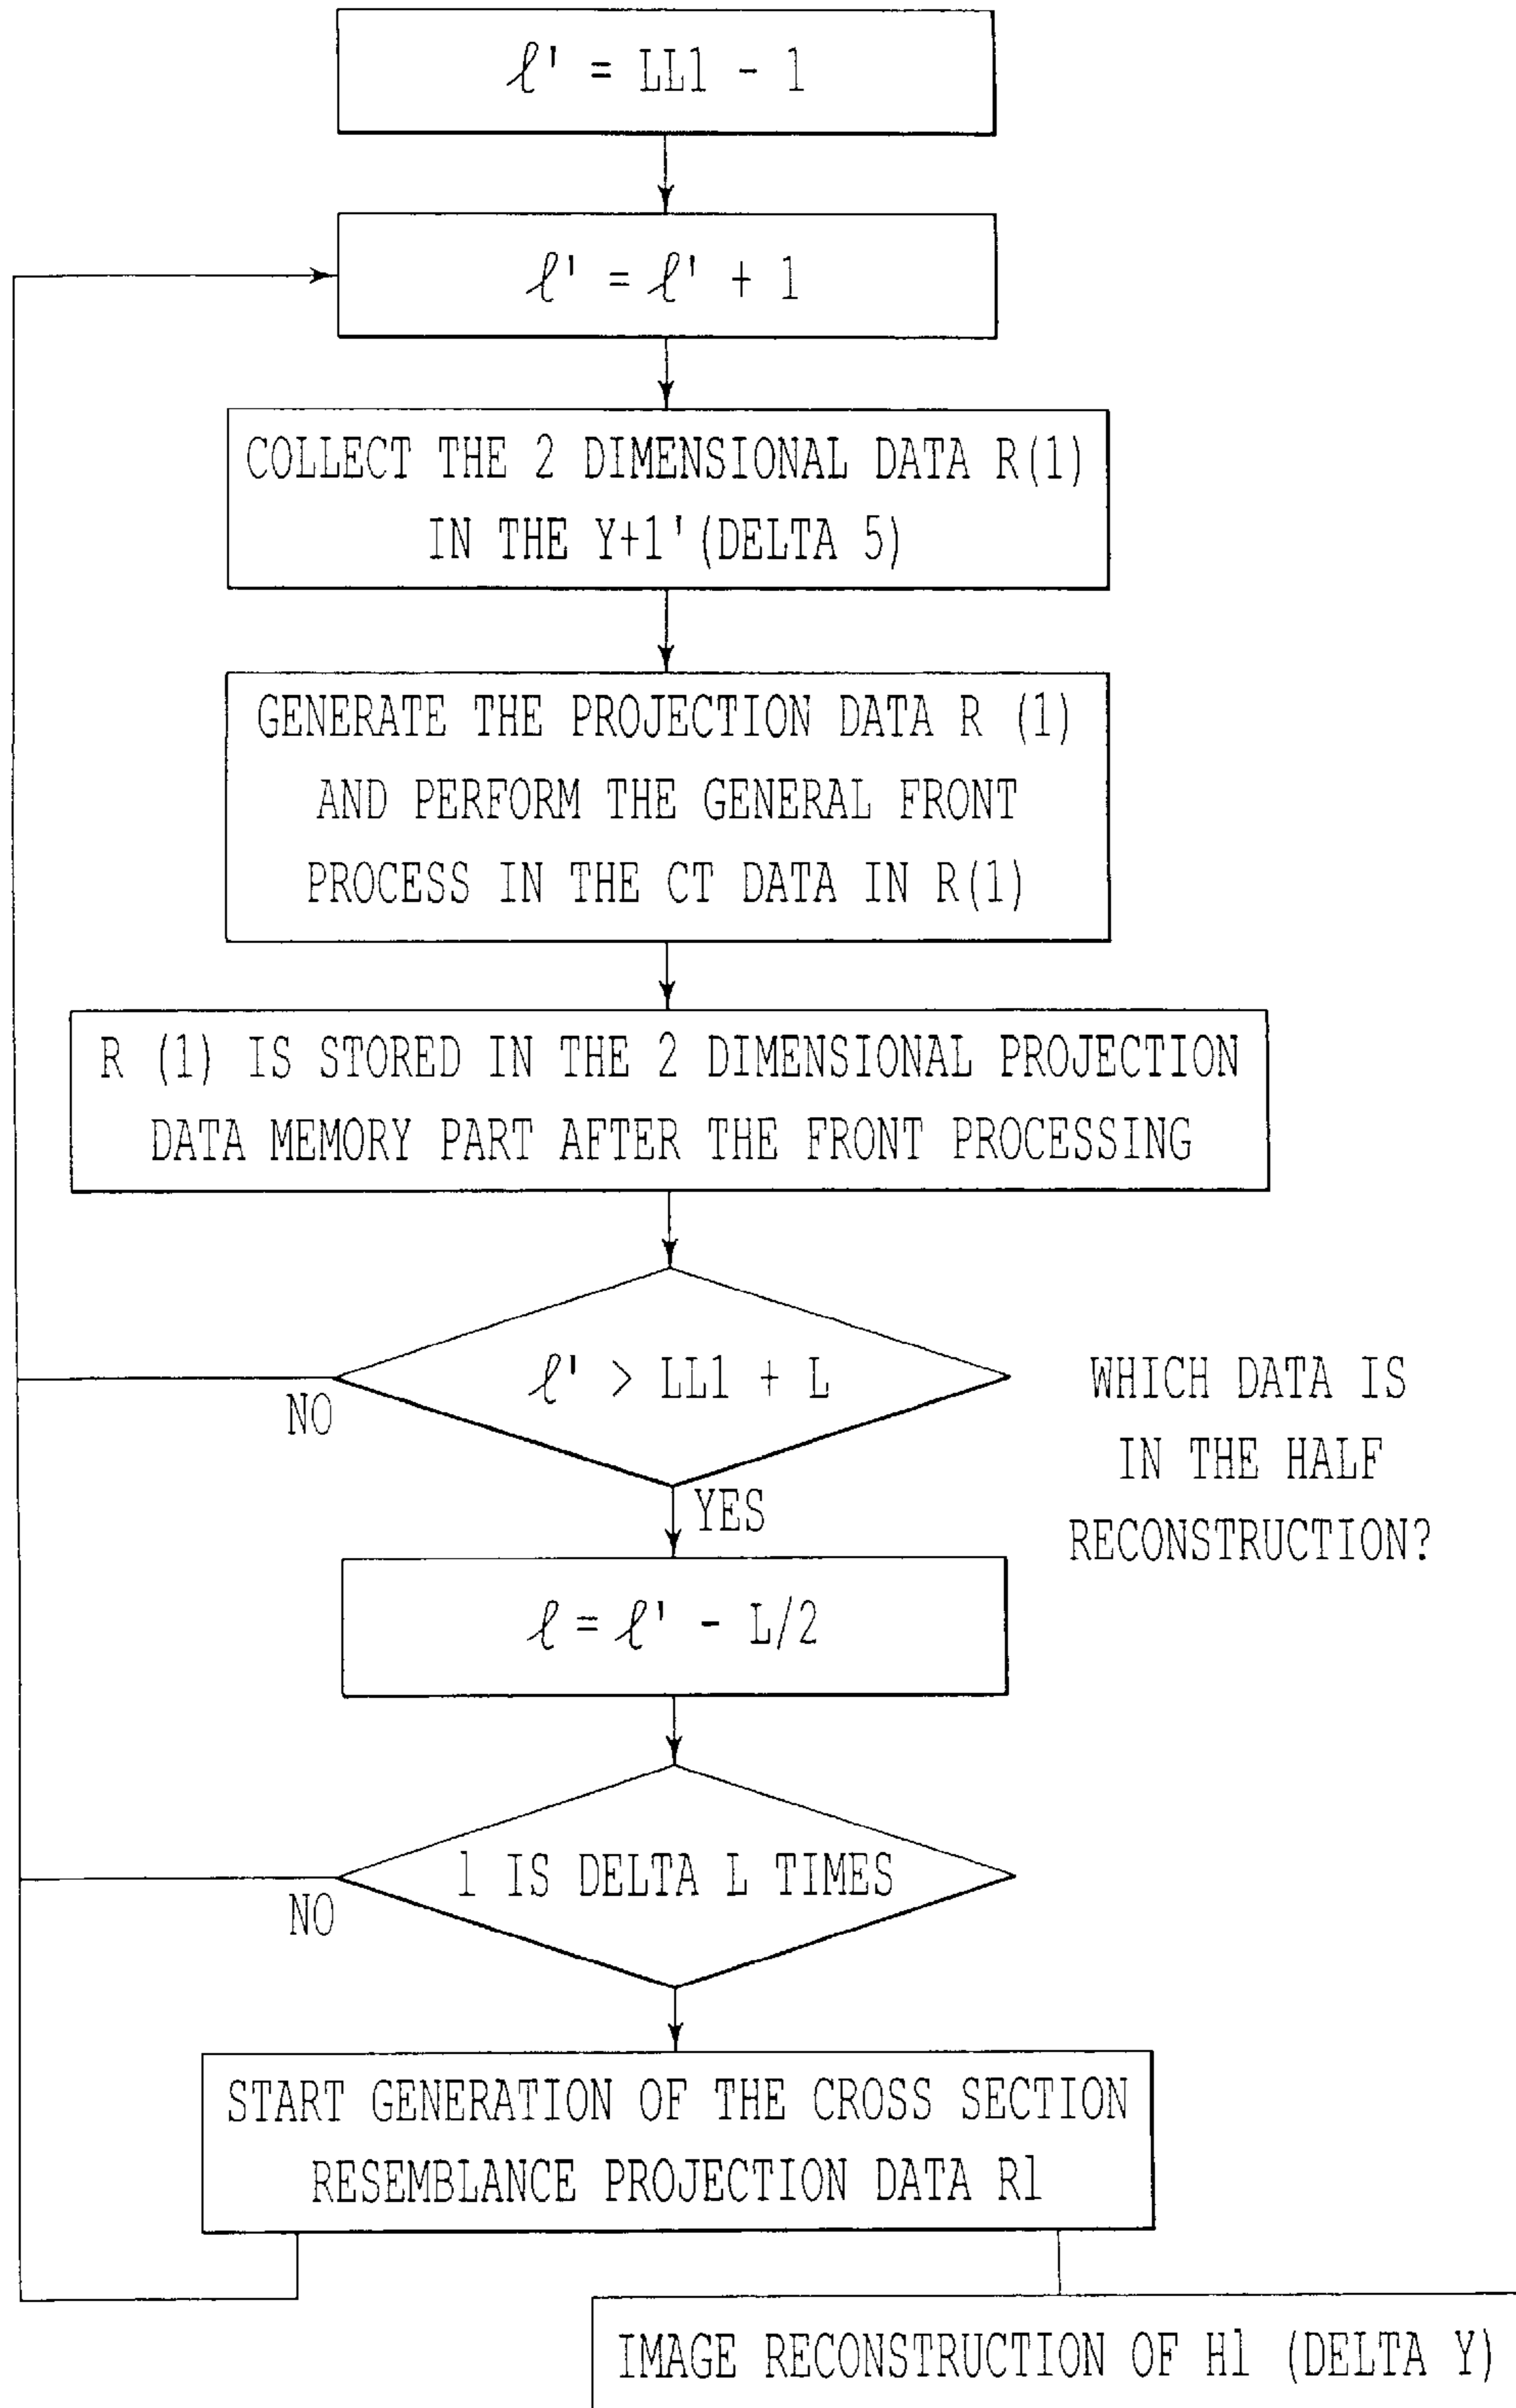 ℓ' = LL1 - 1
ℓ' = ℓ' + 1
COLLECT THE 2 DIMENSIONAL DATA R(1)
IN THE Y+1'(DELTA 5)
GENERATE THE PROJECTION DATA R (1)
AND PERFORM THE GENERAL FRONT
PROCESS IN THE CT DATA IN R(1)
R (1) IS STORED IN THE 2 DIMENSIONAL PROJECTION
DATA MEMORY PART AFTER THE FRONT PROCESSING
ℓ' > LL1 + L
NO
WHICH DATA IS
IN THE HALF
RECONSTRUCTION?
YES
ℓ = ℓ' - L/2
1 IS DELTA L TIMES
NO
START GENERATION OF THE CROSS SECTION
RESEMBLANCE PROJECTION DATA R1
IMAGE RECONSTRUCTION OF H1 (DELTA Y)